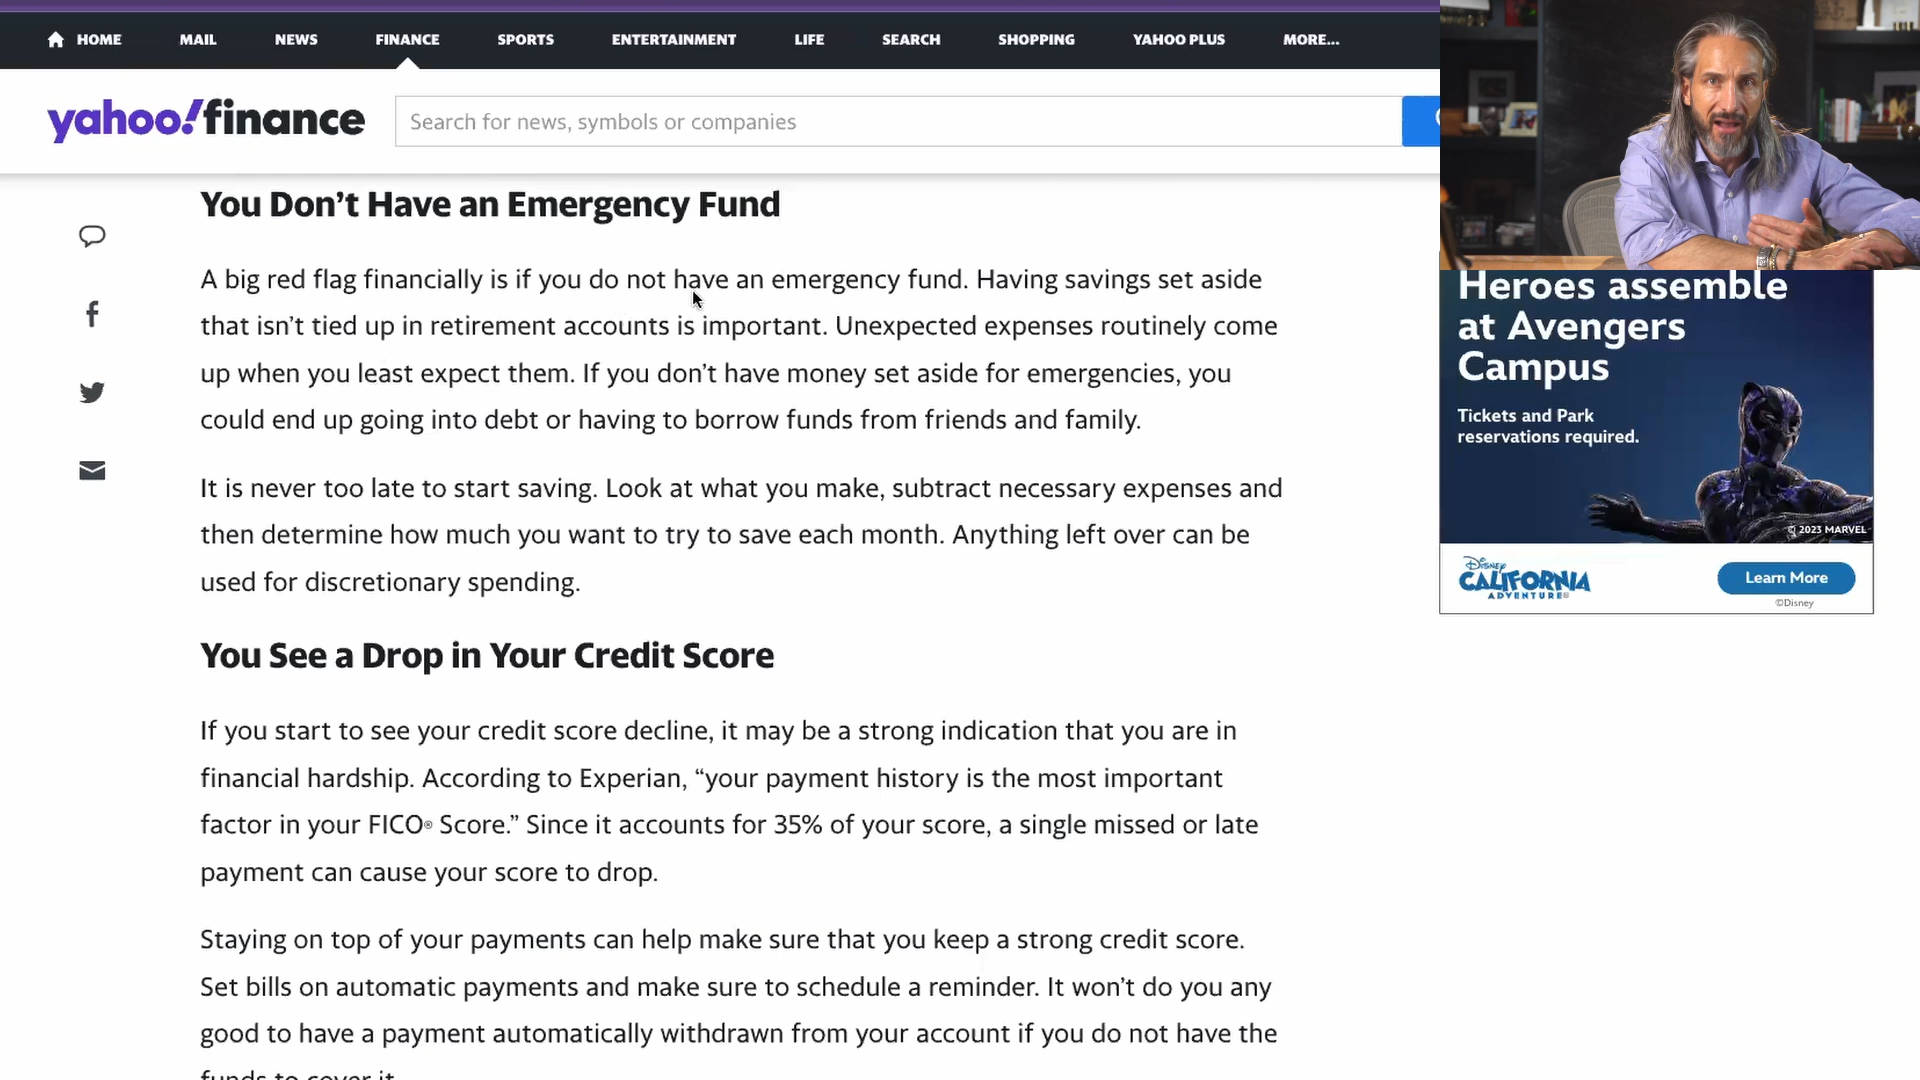 HOME MAIL NEWS FINANCE SPORTS ENTERTAINMENT LIFE SEARCH SHOPPING YAHOO PLUS MORE...
yahoo!finance
Search for news, symbols or companies
You Don’t Have an Emergency Fund
A big red flag financially is if you do not have an emergency fund. Having savings set aside
that isn’t tied up in retirement accounts is important. Unexpected expenses routinely come
up when you least expect them. If you don’t have money set aside for emergencies, you
could end up going into debt or having to borrow funds from friends and family.
It is never too late to start saving. Look at what you make, subtract necessary expenses and
then determine how much you want to try to save each month. Anything left over can be
used for discretionary spending.
You See a Drop in Your Credit Score
If you start to see your credit score decline, it may be a strong indication that you are in
financial hardship. According to Experian, “your payment history is the most important
factor in your FICO® Score.” Since it accounts for 35% of your score, a single missed or late
payment can cause your score to drop.
Staying on top of your payments can help make sure that you keep a strong credit score.
Set bills on automatic payments and make sure to schedule a reminder. It won’t do you any
good to have a payment automatically withdrawn from your account if you do not have the
funds to cover it.
Heroes assemble
at Avengers
Campus
Tickets and Park
reservations required.
© 2023 MARVEL
Disney
CALIFORNIA
ADVENTURE®
Learn More
©Disney